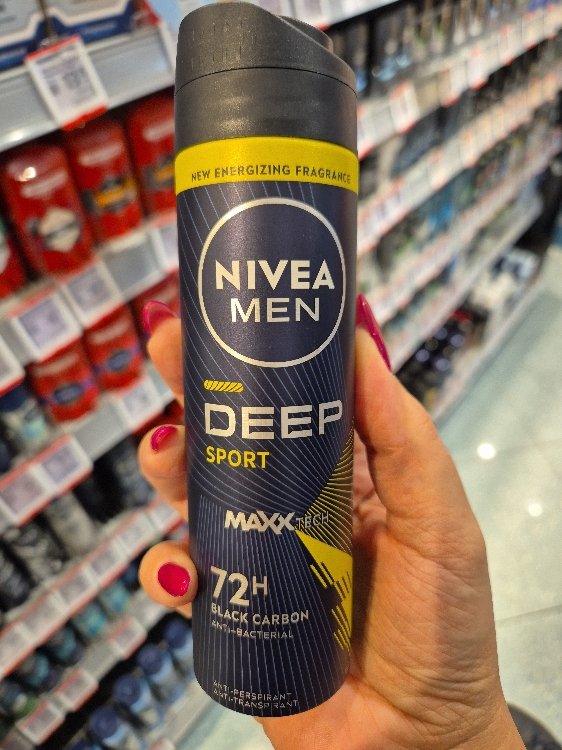 NEW ENERGIZING FRAGRANCE
NIVEA
MEN
DEEP
SPORT
MAXX TECH
72H
BLACK CARBON
ANTI-BACTERIAL
ANTI-PERSPIRANT
ANTI-TRANSPIRANT